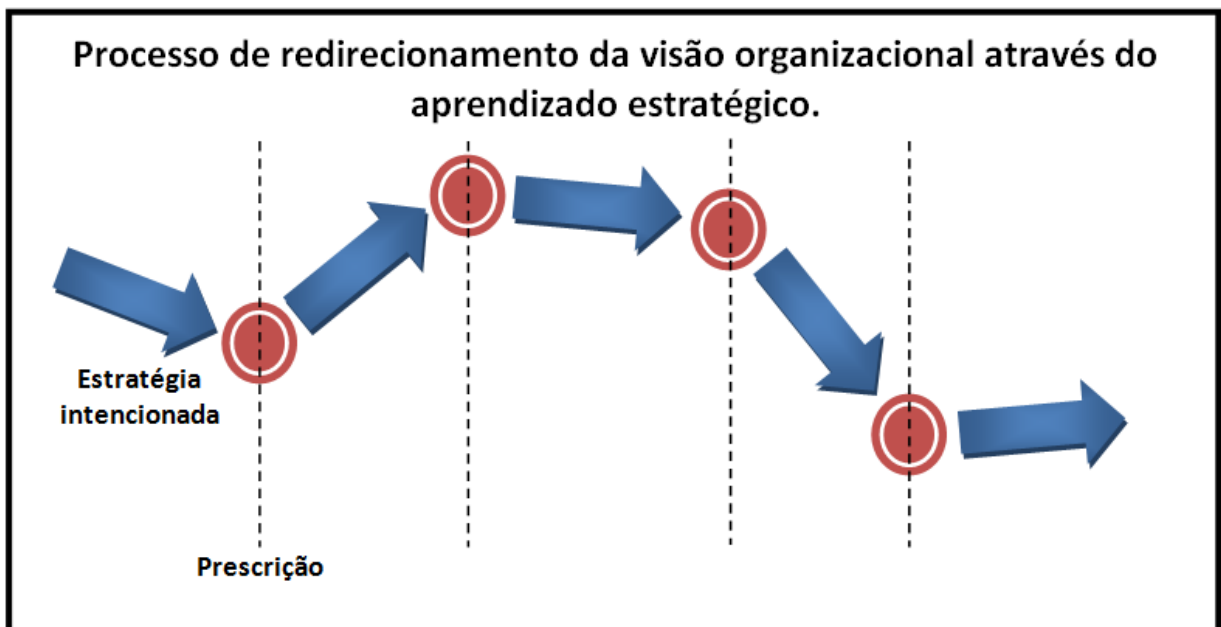 Processo de redirecionamento da visão organizacional através do
aprendizado estratégico.
Estratégia
intencionada
Prescrição